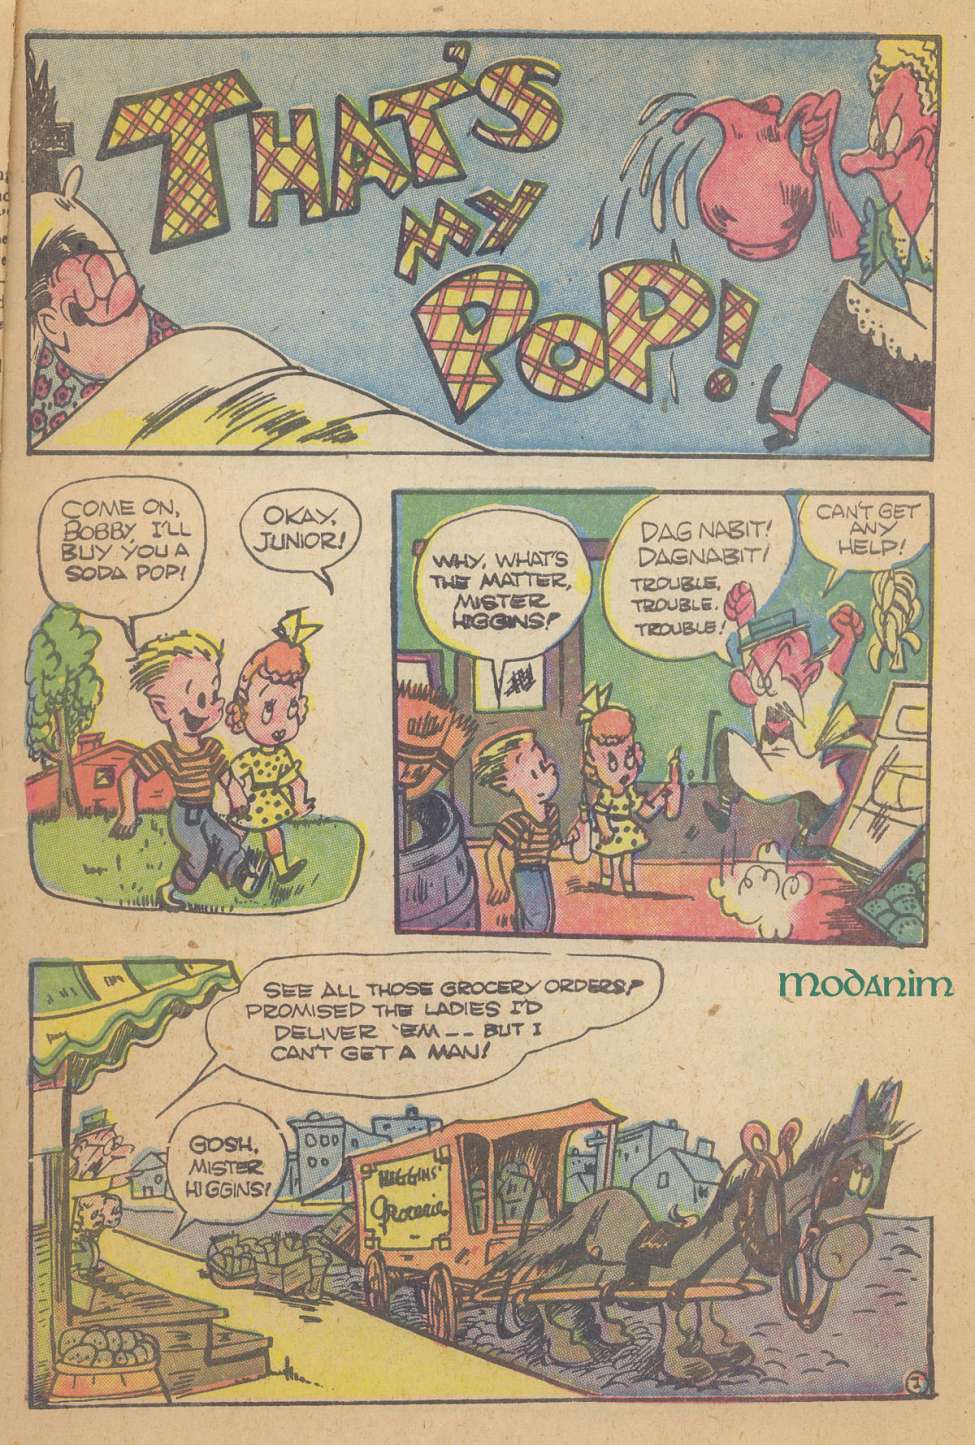 THAT'S
MY
POP!
COME ON,
BOBBY, I'LL
BUY YOU A
SODA POP!
OKAY,
JUNIOR!
WHY, WHAT'S
THE MATTER,
MISTER
HIGGINS!
DAG NABIT!
DAGNABIT!
TROUBLE,
TROUBLE,
TROUBLE!
CAN'T GET
ANY
HELP!
MODANIM
SEE ALL THOSE GROCERY ORDERS!
PROMISED THE LADIES I'D
DELIVER 'EM -- BUT I
CAN'T GET A MAN!
GOSH,
MISTER
HIGGINS!
HIGGINS'
Grocerie
1